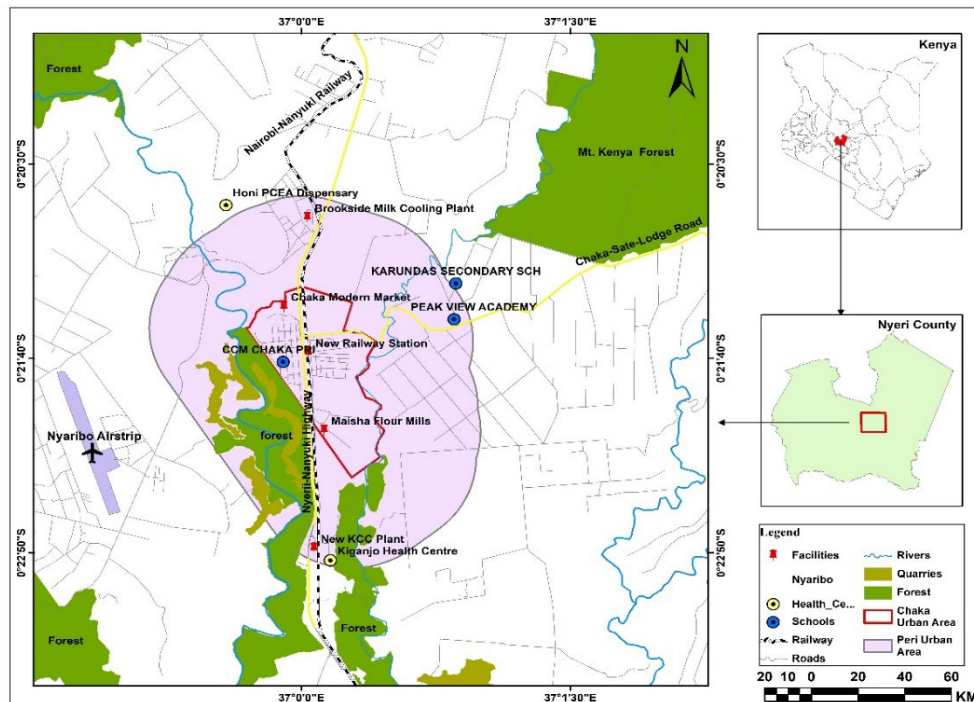 37°0'0"E
37°1'30"E
Forest
Nairobi-Nanyuki Railway
N
Mt. Kenya Forest
0°20'30"S
0°20'30"S
Honi PCEA Dispensary
Brookside Milk Cooling Plant
Chaka-Sate-Lodge Road
KARUNDAS SECONDARY SCH
Chaka Modern Market
PEAK VIEW ACADEMY
New Railway Station
CCM CHAKA PRI
0°21'40"S
0°21'40"S
Maisha Flour Mills
forest
Nyaribo Airstrip
Nyerii-Nanyuki Highway
New KCC Plant
Kiganjo Health Centre
0°22'50"S
0°22'50"S
Forest
Forest
37°0'0"E
37°1'30"E
Kenya
Nyeri County
Legend
Facilities
Nyaribo
Health_Ce...
Schools
Railway
Roads
Rivers
Quarries
Forest
Chaka
Urban Area
Peri Urban
Area
20 10 0 20 40 60
KM